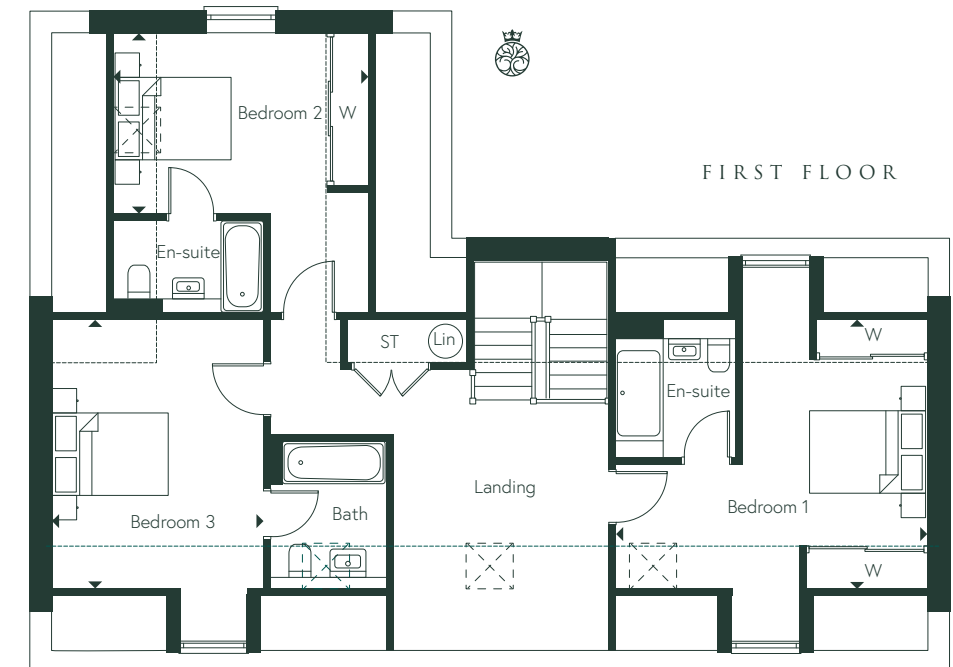 Bedroom 2
W
FIRST FLOOR
En-suite
ST
Lin
W
En-suite
Landing
Bedroom 1
Bath
Bedroom 3
W